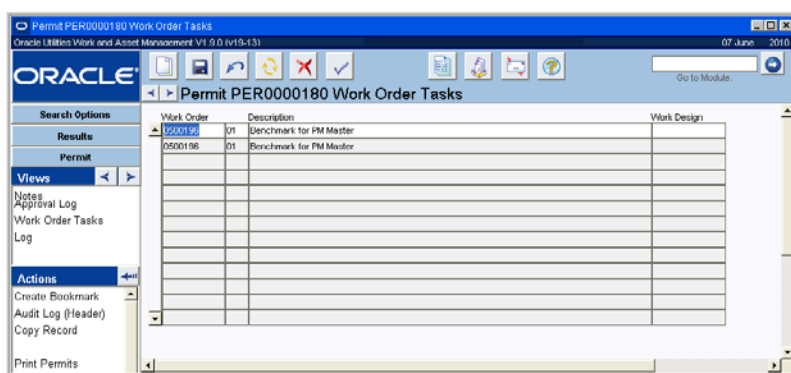 Permit PER0000180 Work Order Tasks
Oracle Utilities Work and Asset Management V1.9.0 (v19-13) 07 June 2010
ORACLE
Go to Module.
Permit PER0000180 Work Order Tasks
Search Options
Results
Permit
Views
Notes
Approval Log
Work Order Tasks
Log
Actions
Create Bookmark
Audit Log (Header)
Copy Record
Print Permits
Work Order Description Work Design
0500196 01 Benchmark for PM Master
0500196 01 Benchmark for PM Master